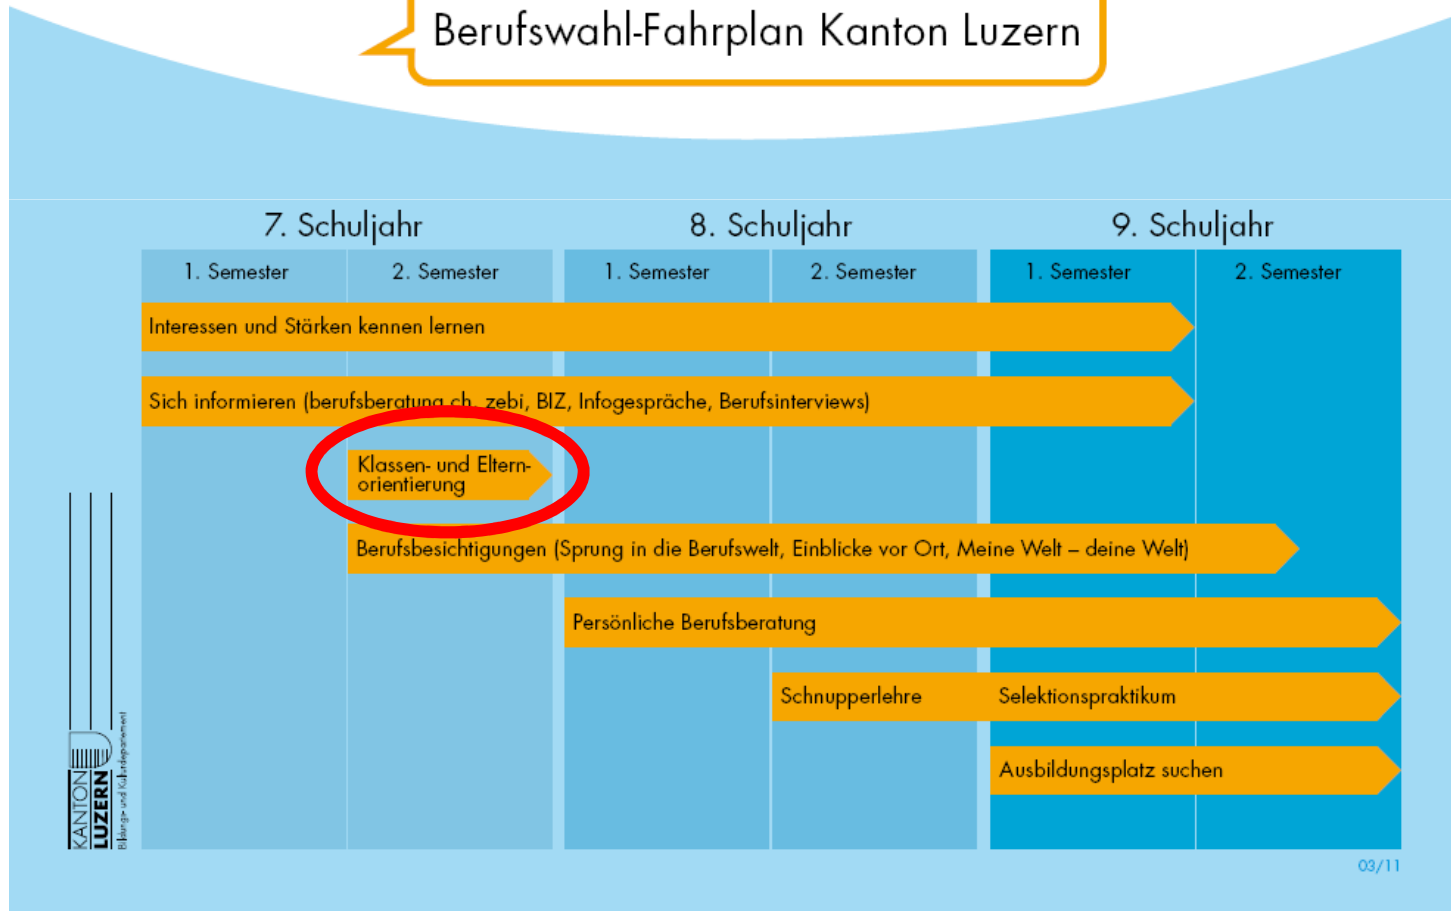 Berufswahl-Fahrplan Kanton Luzern
7. Schuljahr
8. Schuljahr
9. Schuljahr
1. Semester
2. Semester
1. Semester
2. Semester
1. Semester
2. Semester
Interessen und Stärken kennen lernen
Sich informieren (berufsberatung.ch, zebi, BIZ, Infogespräche, Berufsinterviews)
Klassen- und Eltern-
orientierung
Berufsbesichtigungen (Sprung in die Berufswelt, Einblicke vor Ort, Meine Welt – deine Welt)
Persönliche Berufsberatung
Schnupperlehre
Selektionspraktikum
Ausbildungsplatz suchen
KANTON
LUZERN
Bildungs- und Kulturdepartement
03/11